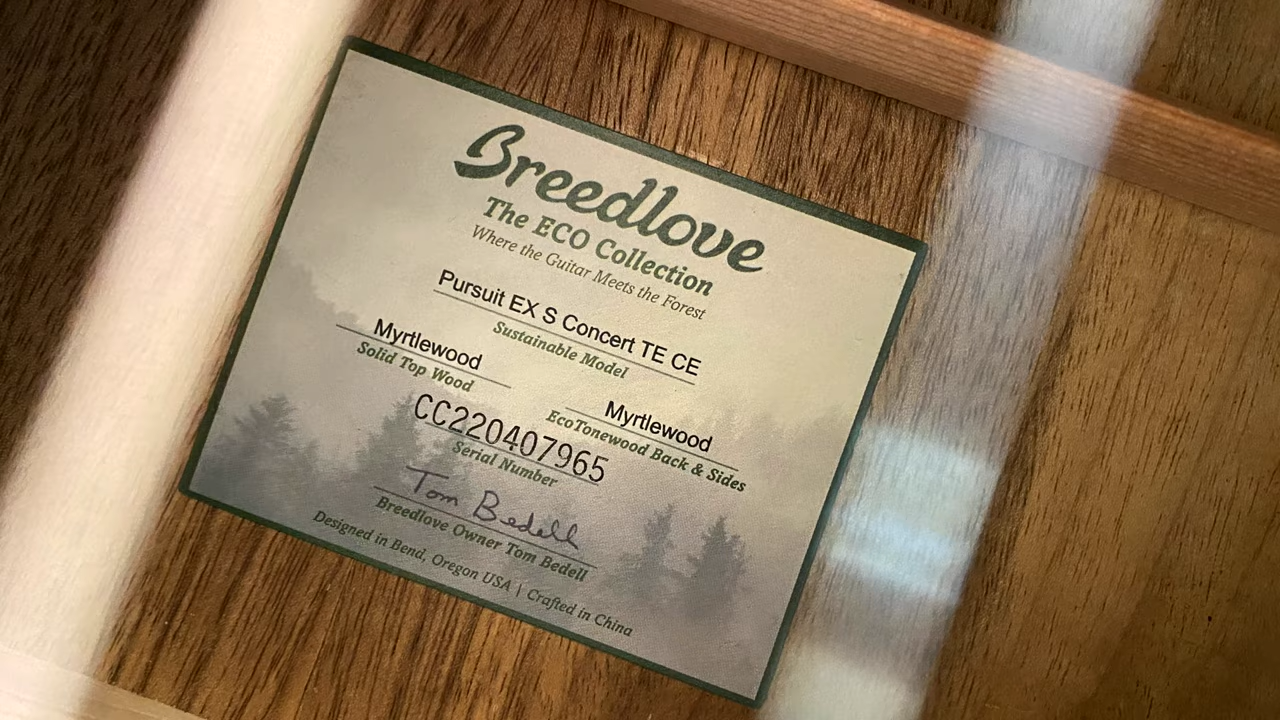 Breedlove
The ECO Collection
Where the Guitar Meets the Forest
Pursuit EX S Concert TE CE
Sustainable Model
Myrtlewood
Solid Top Wood
Myrtlewood
EcoTonewood Back & Sides
CC220407965
Serial Number
Tom Bedell
Breedlove Owner Tom Bedell
Designed in Bend, Oregon USA | Crafted in China